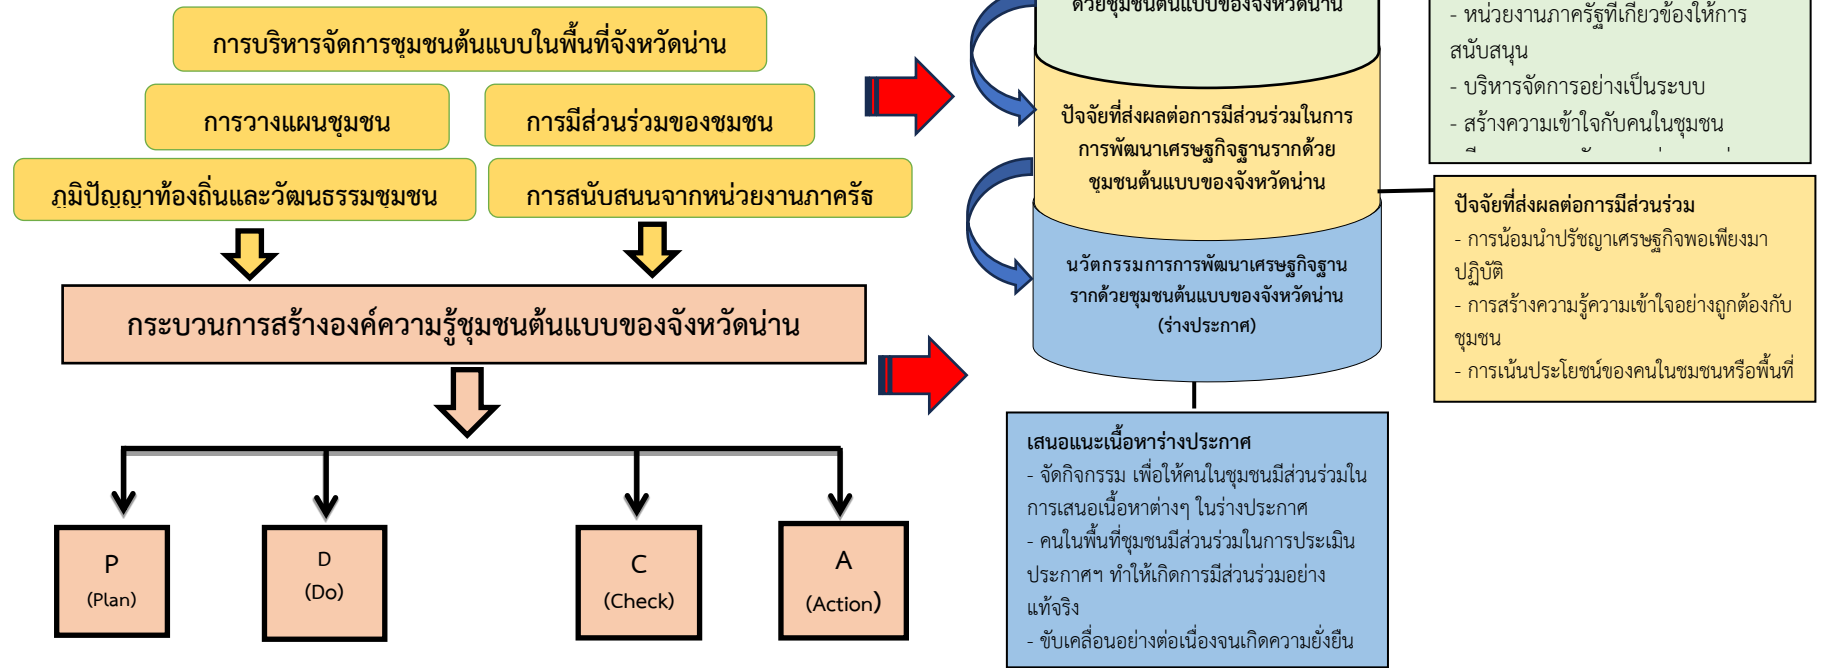 การบริหารจัดการชุมชนต้นแบบในพื้นที่จังหวัดน่าน
การวางแผนชุมชน
การมีส่วนร่วมของชุมชน
ภูมิปัญญาท้องถิ่นและวัฒนธรรมชุมชน
การสนับสนุนจากหน่วยงานภาครัฐ
กระบวนการสร้างองค์ความรู้ชุมชนต้นแบบของจังหวัดน่าน
P
(Plan)
D
(Do)
C
(Check)
A
(Action)
ด้วยชุมชนต้นแบบของจังหวัดน่าน
ปัจจัยที่ส่งผลต่อการมีส่วนร่วมในการ
การพัฒนาเศรษฐกิจฐานรากด้วย
ชุมชนต้นแบบของจังหวัดน่าน
นวัตกรรมการการพัฒนาเศรษฐกิจฐาน
รากด้วยชุมชนต้นแบบของจังหวัดน่าน
(ร่างประกาศ)
- หน่วยงานภาครัฐที่เกี่ยวข้องให้การ
สนับสนุน
- บริหารจัดการอย่างเป็นระบบ
- สร้างความเข้าใจกับคนในชุมชน
ปัจจัยที่ส่งผลต่อการมีส่วนร่วม
- การน้อมนำปรัชญาเศรษฐกิจพอเพียงมา
ปฏิบัติ
- การสร้างความรู้ความเข้าใจอย่างถูกต้องกับ
ชุมชน
- การเน้นประโยชน์ของคนในชุมชนหรือพื้นที่
เสนอแนะเนื้อหาร่างประกาศ
- จัดกิจกรรม เพื่อให้คนในชุมชนมีส่วนร่วมใน
การเสนอเนื้อหาต่างๆ ในร่างประกาศ
- คนในพื้นที่ชุมชนมีส่วนร่วมในการประเมิน
ประกาศฯ ทำให้เกิดการมีส่วนร่วมอย่าง
แท้จริง
- ขับเคลื่อนอย่างต่อเนื่องจนเกิดความยั่งยืน